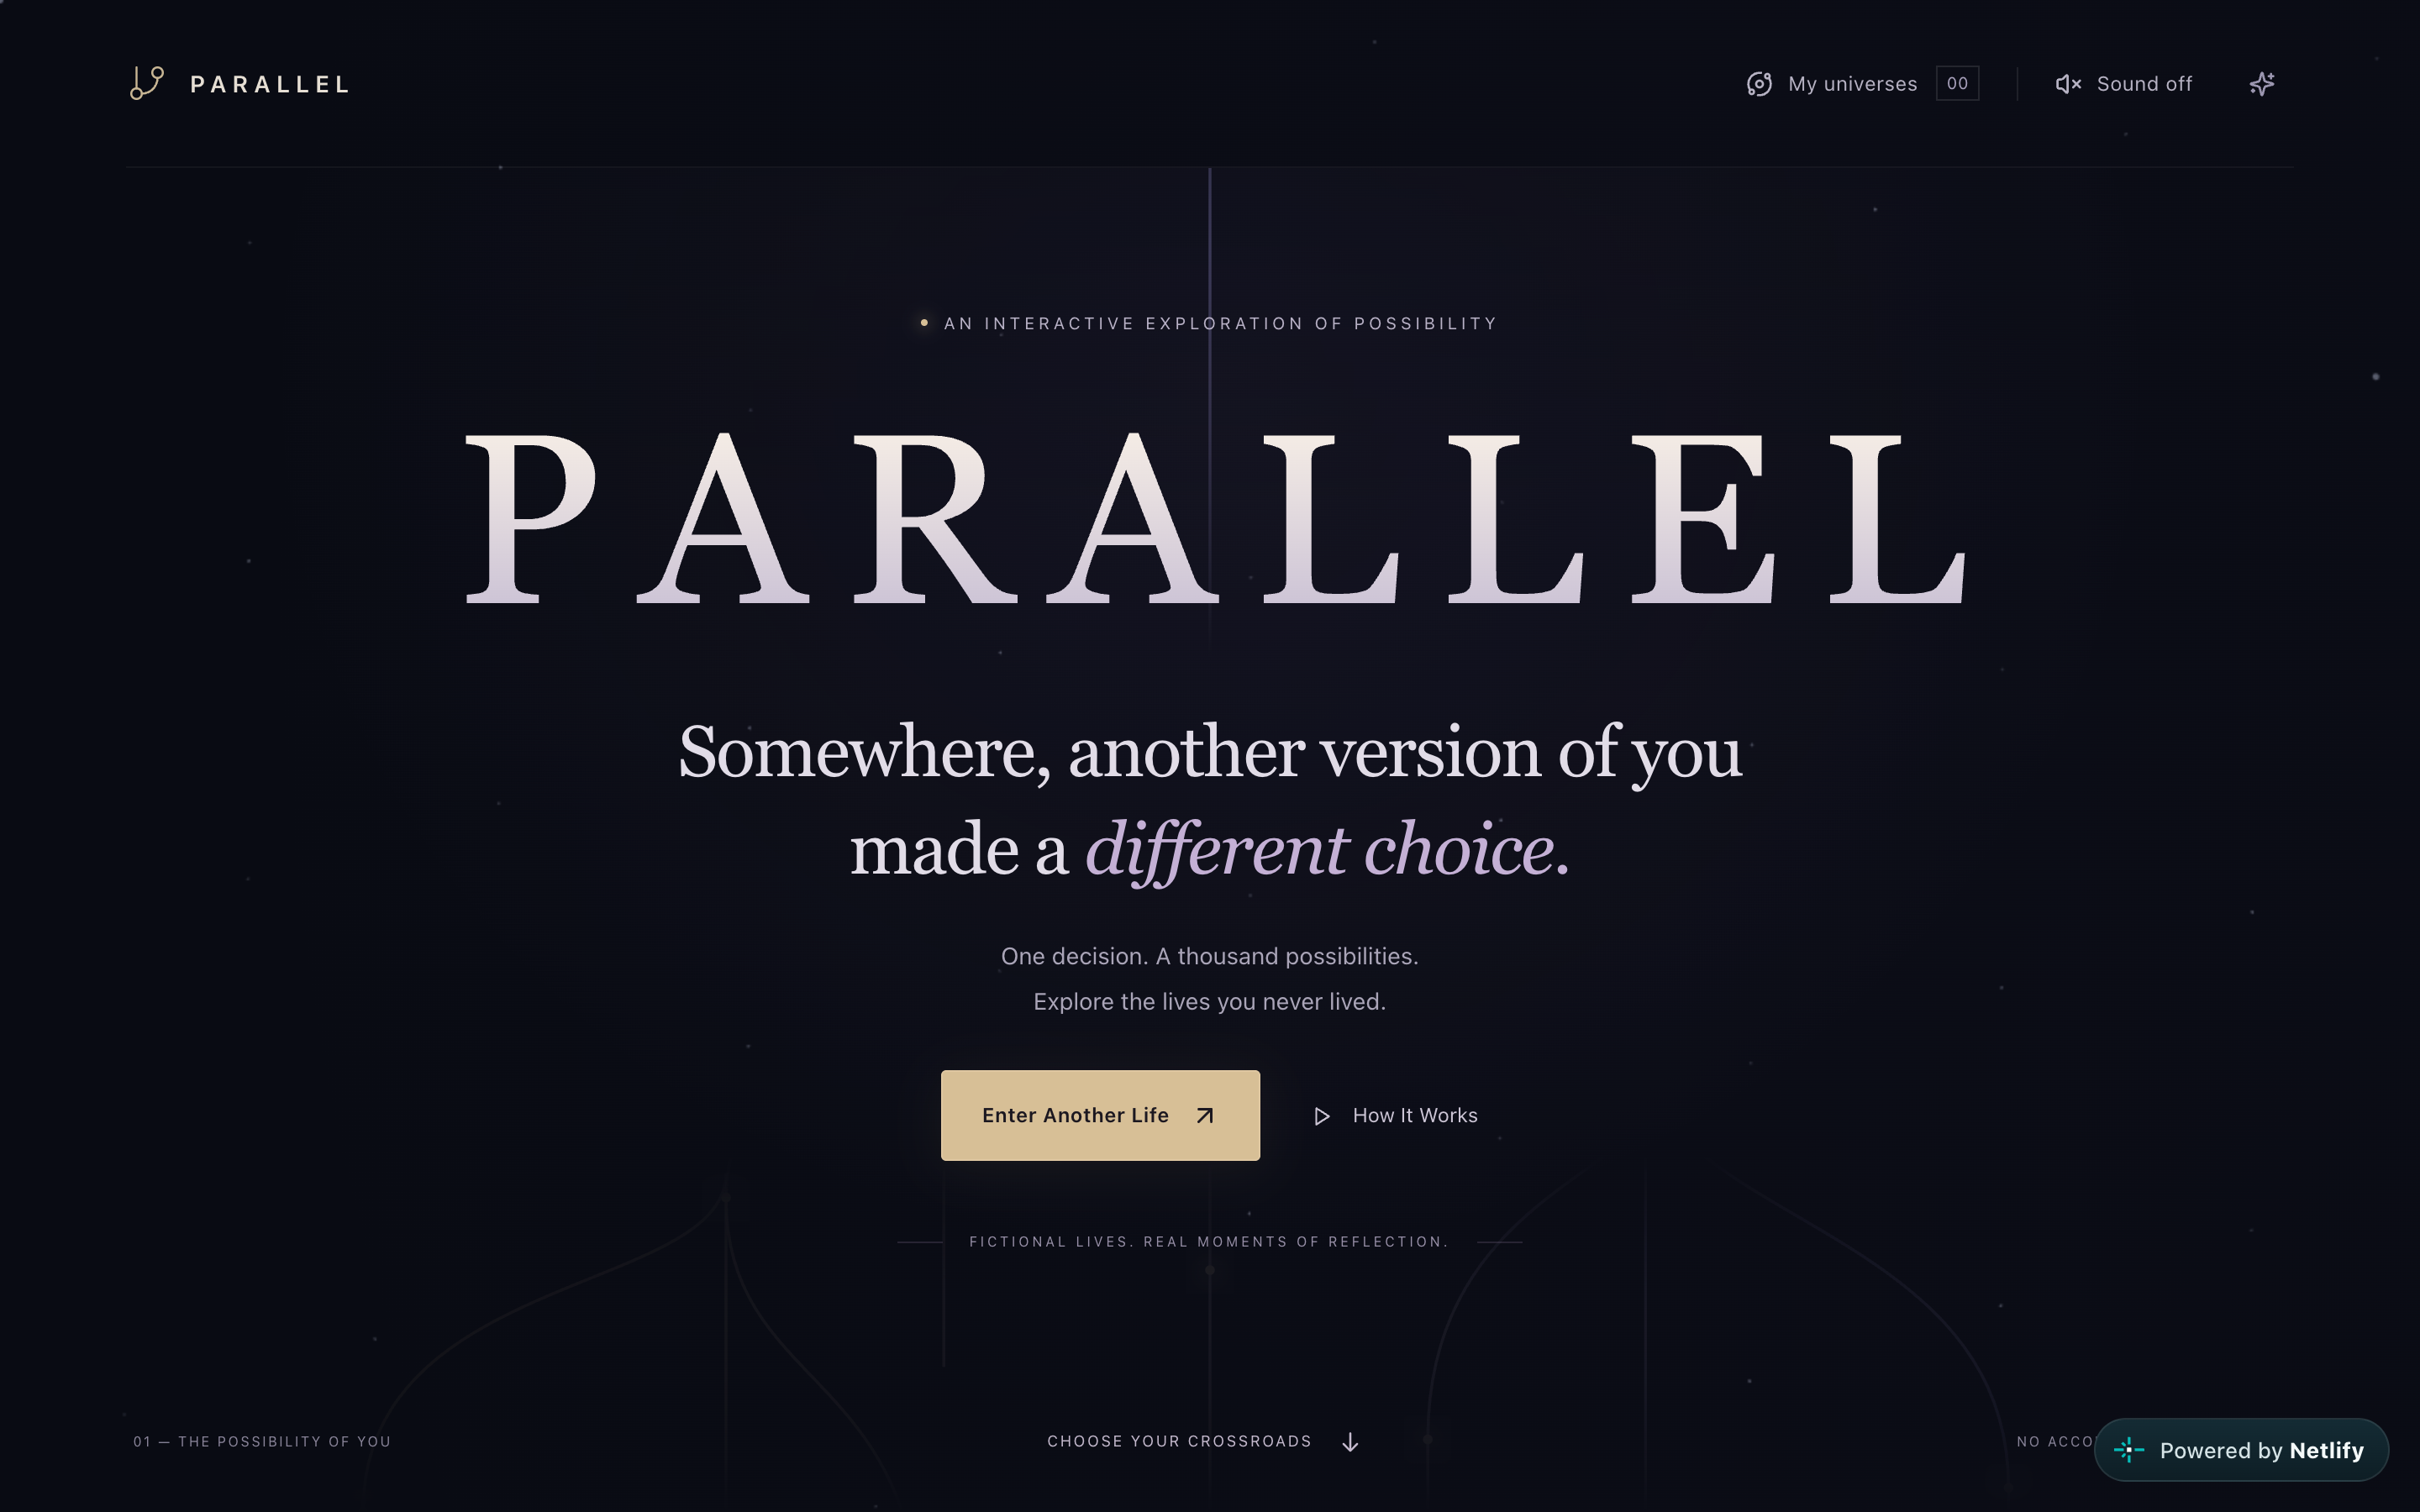 PARALLEL
My universes 00
Sound off
AN INTERACTIVE EXPLORATION OF POSSIBILITY
PARALLEL
Somewhere, another version of you
made a different choice.
One decision. A thousand possibilities.
Explore the lives you never lived.
Enter Another Life
How It Works
FICTIONAL LIVES. REAL MOMENTS OF REFLECTION.
01 — THE POSSIBILITY OF YOU
CHOOSE YOUR CROSSROADS
NO
Powered by Netlify